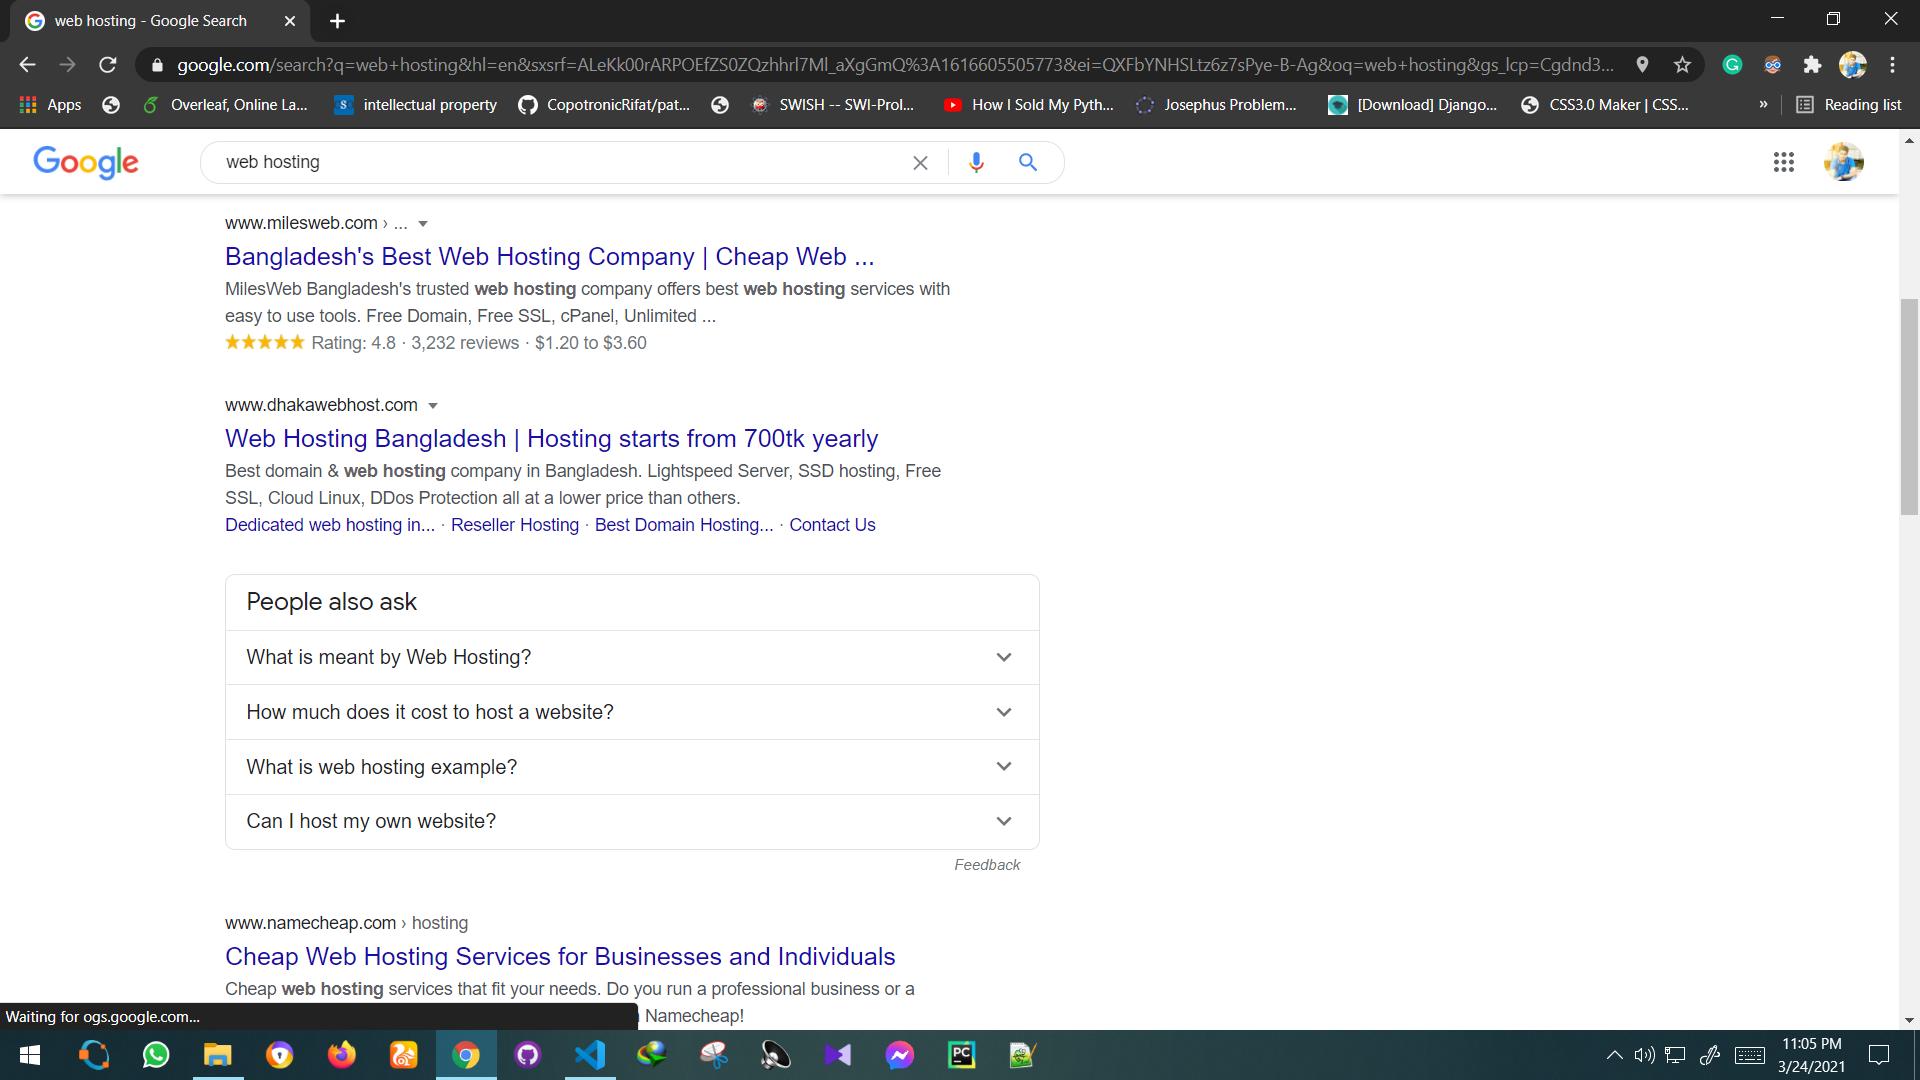 web hosting - Google Search
google.com/search?q=web+hosting&hl=en&sxsrf=ALeKk00rARPOEfZS0ZQzhhrl7Ml_aXgGmQ%3A1616605505773&ei=QXFbYNHSLtz6z7sPye-B-Ag&oq=web+hosting&gs_lcp=Cgdnd3...
Apps Overleaf, Online La... intellectual property CopotronicRifat/pat... SWISH -- SWI-Prol... How I Sold My Pyth... Josephus Problem... [Download] Django... CSS3.0 Maker | CSS... » Reading list
Google web hosting
www.milesweb.com › ...
Bangladesh's Best Web Hosting Company | Cheap Web ...
MilesWeb Bangladesh's trusted web hosting company offers best web hosting services with
easy to use tools. Free Domain, Free SSL, cPanel, Unlimited ...
Rating: 4.8 · 3,232 reviews · $1.20 to $3.60
www.dhakawebhost.com
Web Hosting Bangladesh | Hosting starts from 700tk yearly
Best domain & web hosting company in Bangladesh. Lightspeed Server, SSD hosting, Free
SSL, Cloud Linux, DDos Protection all at a lower price than others.
Dedicated web hosting in... · Reseller Hosting · Best Domain Hosting... · Contact Us
People also ask
What is meant by Web Hosting?
How much does it cost to host a website?
What is web hosting example?
Can I host my own website?
Feedback
www.namecheap.com › hosting
Cheap Web Hosting Services for Businesses and Individuals
Cheap web hosting services that fit your needs. Do you run a professional business or a
Namecheap!
Waiting for ogs.google.com...
PC
11:05 PM
3/24/2021